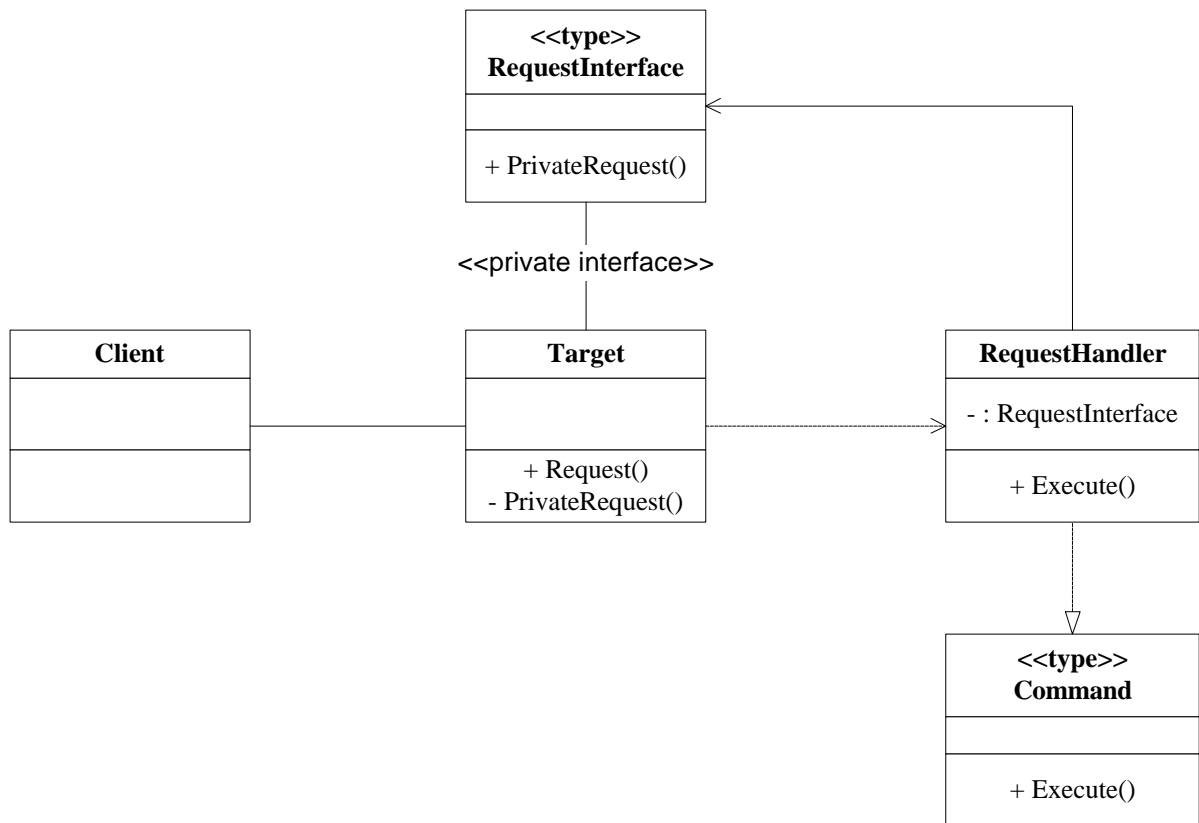 <<type>>
RequestInterface
+ PrivateRequest()
<<private interface>>
Client
Target
+ Request()
- PrivateRequest()
RequestHandler
- : RequestInterface
+ Execute()
<<type>>
Command
+ Execute()